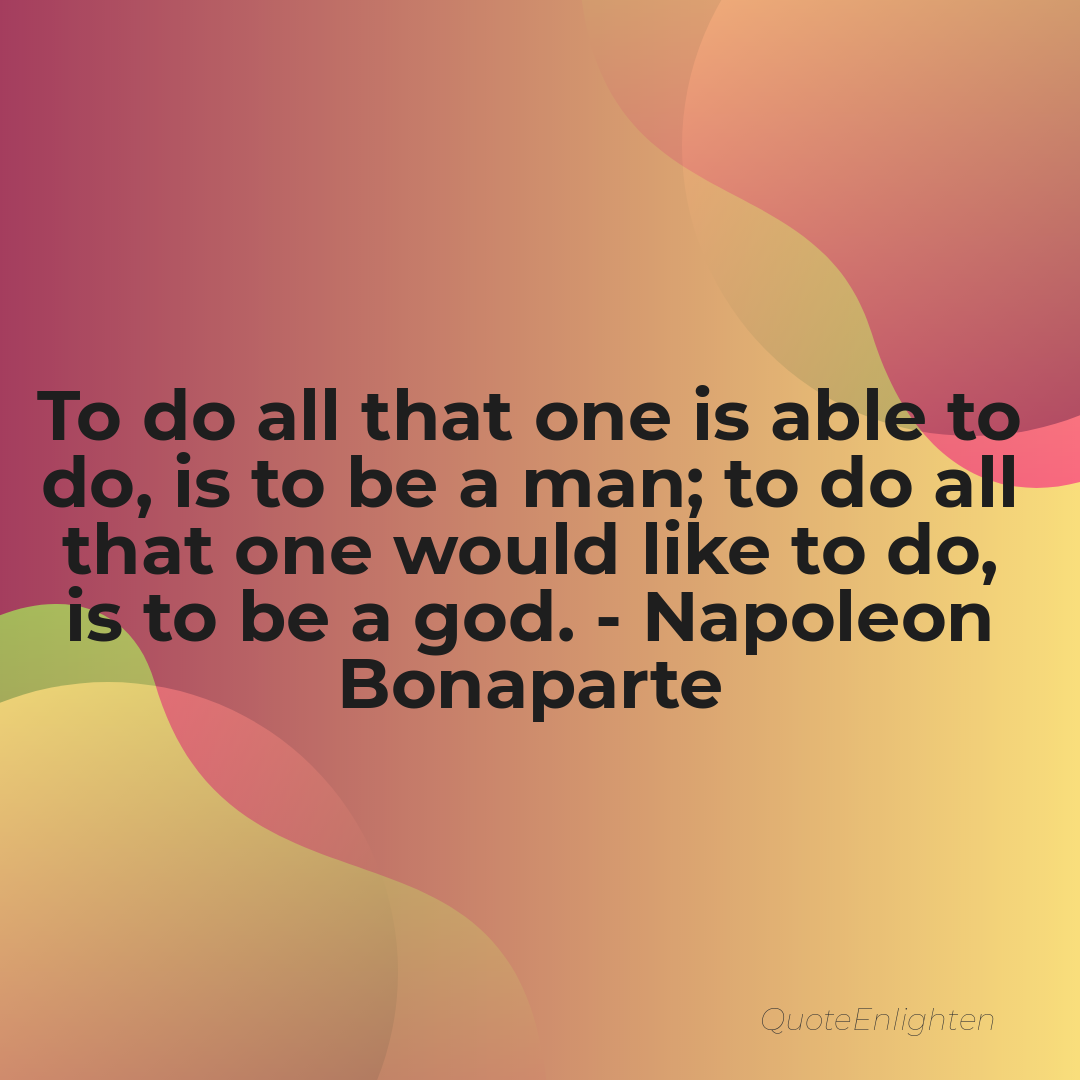 To do all that one is able to
do, is to be a man; to do all
that one would like to do,
is to be a god. - Napoleon
Bonaparte
QuoteEnlighten